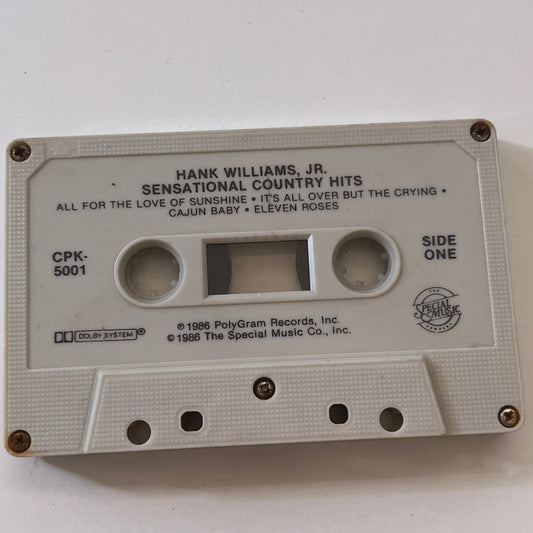 HANK WILLIAMS, JR.
SENSATIONAL COUNTRY HITS
ALL FOR THE LOVE OF SUNSHINE • IT'S ALL OVER BUT THE CRYING •
CAJUN BABY • ELEVEN ROSES
CPK-
5001
SIDE
ONE
DOLBY SYSTEM®
THE
SPECIAL
MUSIC
COMPANY
℗ 1986 PolyGram Records, Inc.
© 1986 The Special Music Co., Inc.